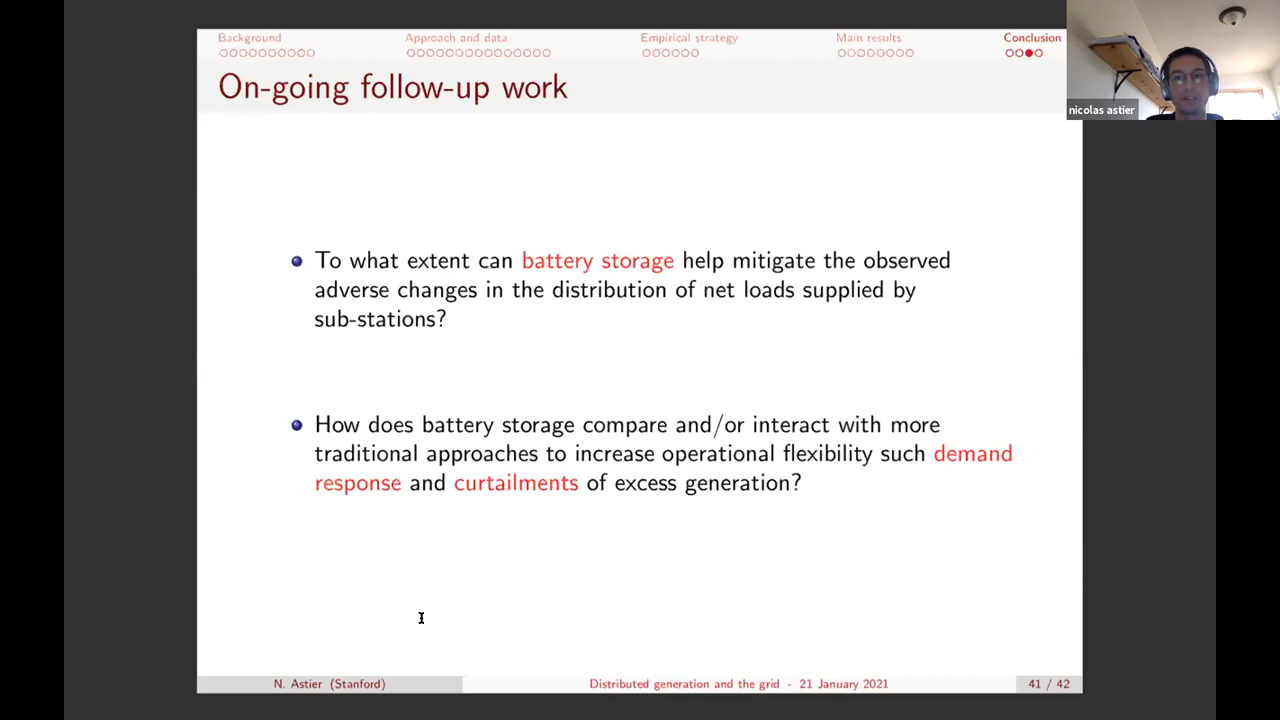 Background
Approach and data
Empirical strategy
Main results
Conclusion
On-going follow-up work
nicolas astier
To what extent can battery storage help mitigate the observed
adverse changes in the distribution of net loads supplied by
sub-stations?
How does battery storage compare and/or interact with more
traditional approaches to increase operational flexibility such demand
response and curtailments of excess generation?
N. Astier (Stanford)
Distributed generation and the grid - 21 January 2021
41 / 42